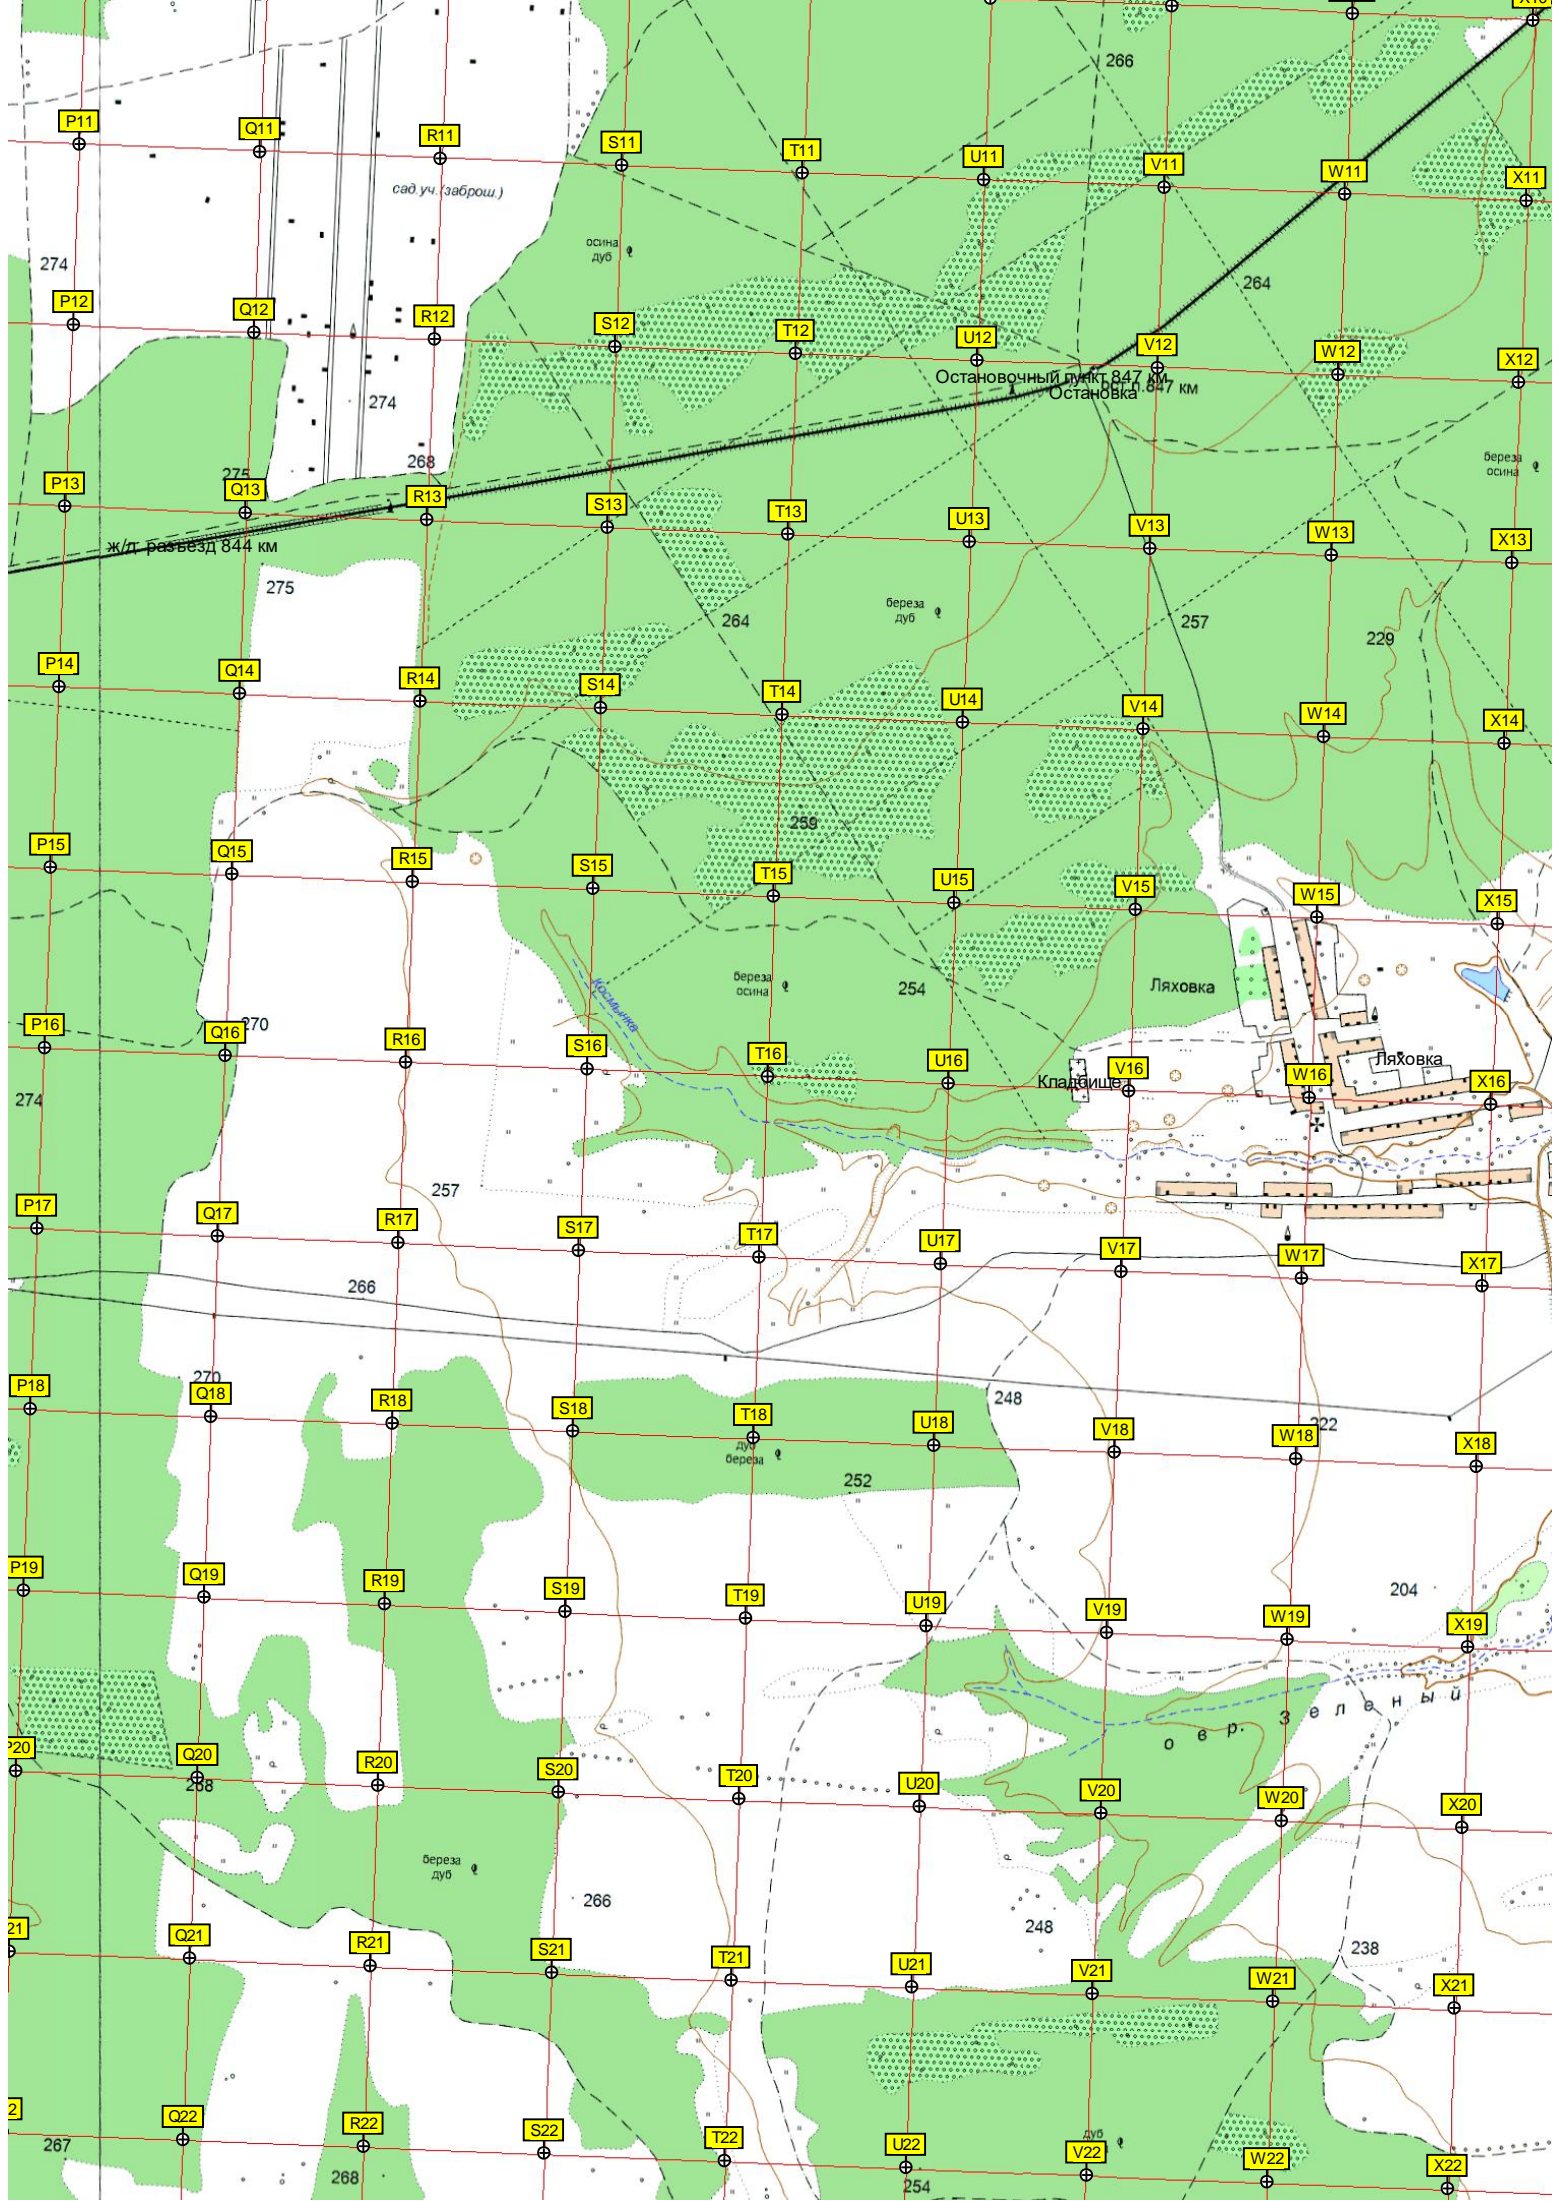 266
P11
Q11
R11
S11
T11
U11
V11
W11
X11
сад.уч.(заброш.)
осина
дуб
274
264
P12
Q12
R12
S12
T12
U12
V12
W12
X12
Остановочный пункт 847 км
Остановка
274
268
275
береза
осина
P13
Q13
R13
S13
T13
U13
V13
W13
X13
ж/д. разъезд 844 км
275
береза
дуб
264
257
229
P14
Q14
R14
S14
T14
U14
V14
W14
X14
259
P15
Q15
R15
S15
T15
U15
V15
W15
X15
береза
осина
254
Ляховка
Космынка
270
P16
Q16
R16
S16
T16
U16
V16
W16
X16
Ляховка
Кладбище
274
257
P17
Q17
R17
S17
T17
U17
V17
W17
X17
266
270
248
222
P18
Q18
R18
S18
T18
U18
V18
W18
X18
дуб
береза
252
P19
Q19
R19
S19
T19
U19
V19
W19
X19
204
овр. Зеленый
P20
Q20
R20
S20
T20
U20
V20
W20
X20
268
береза
дуб
266
248
238
21
Q21
R21
S21
T21
U21
V21
W21
X21
2
Q22
R22
S22
T22
U22
V22
W22
X22
дуб
267
268
254